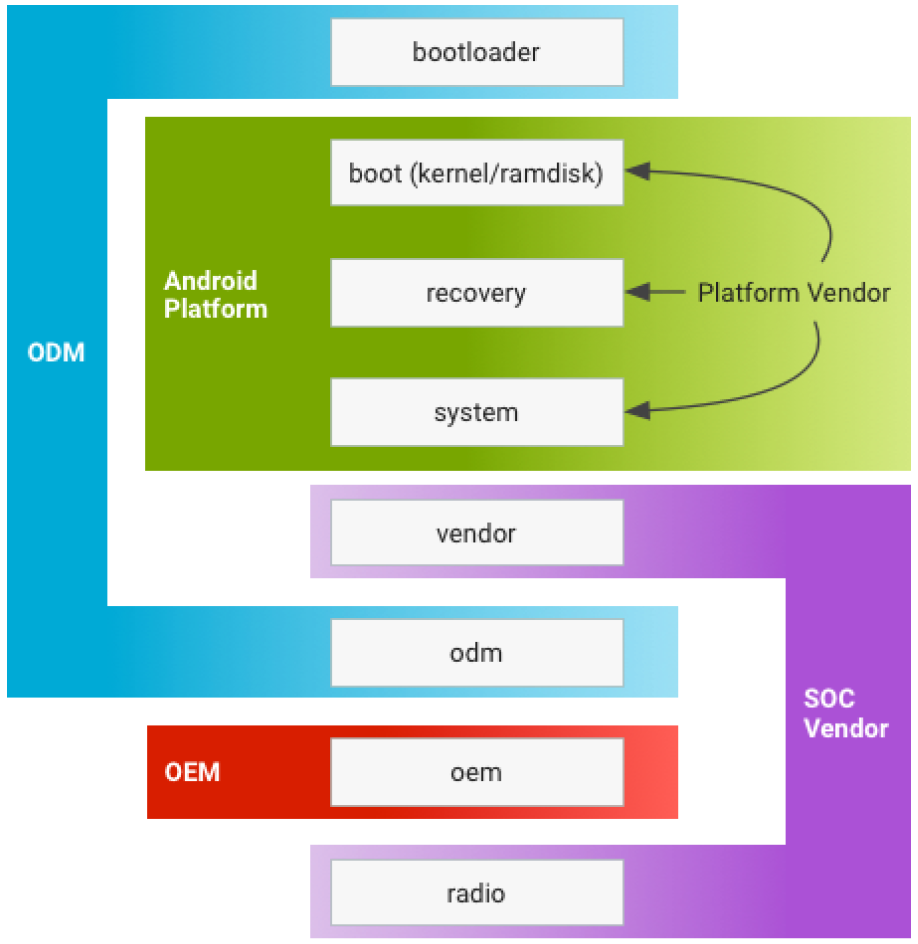 bootloader
boot (kernel/ramdisk)
Android
Platform
recovery
Platform Vendor
ODM
system
vendor
odm
SOC
Vendor
OEM
oem
radio